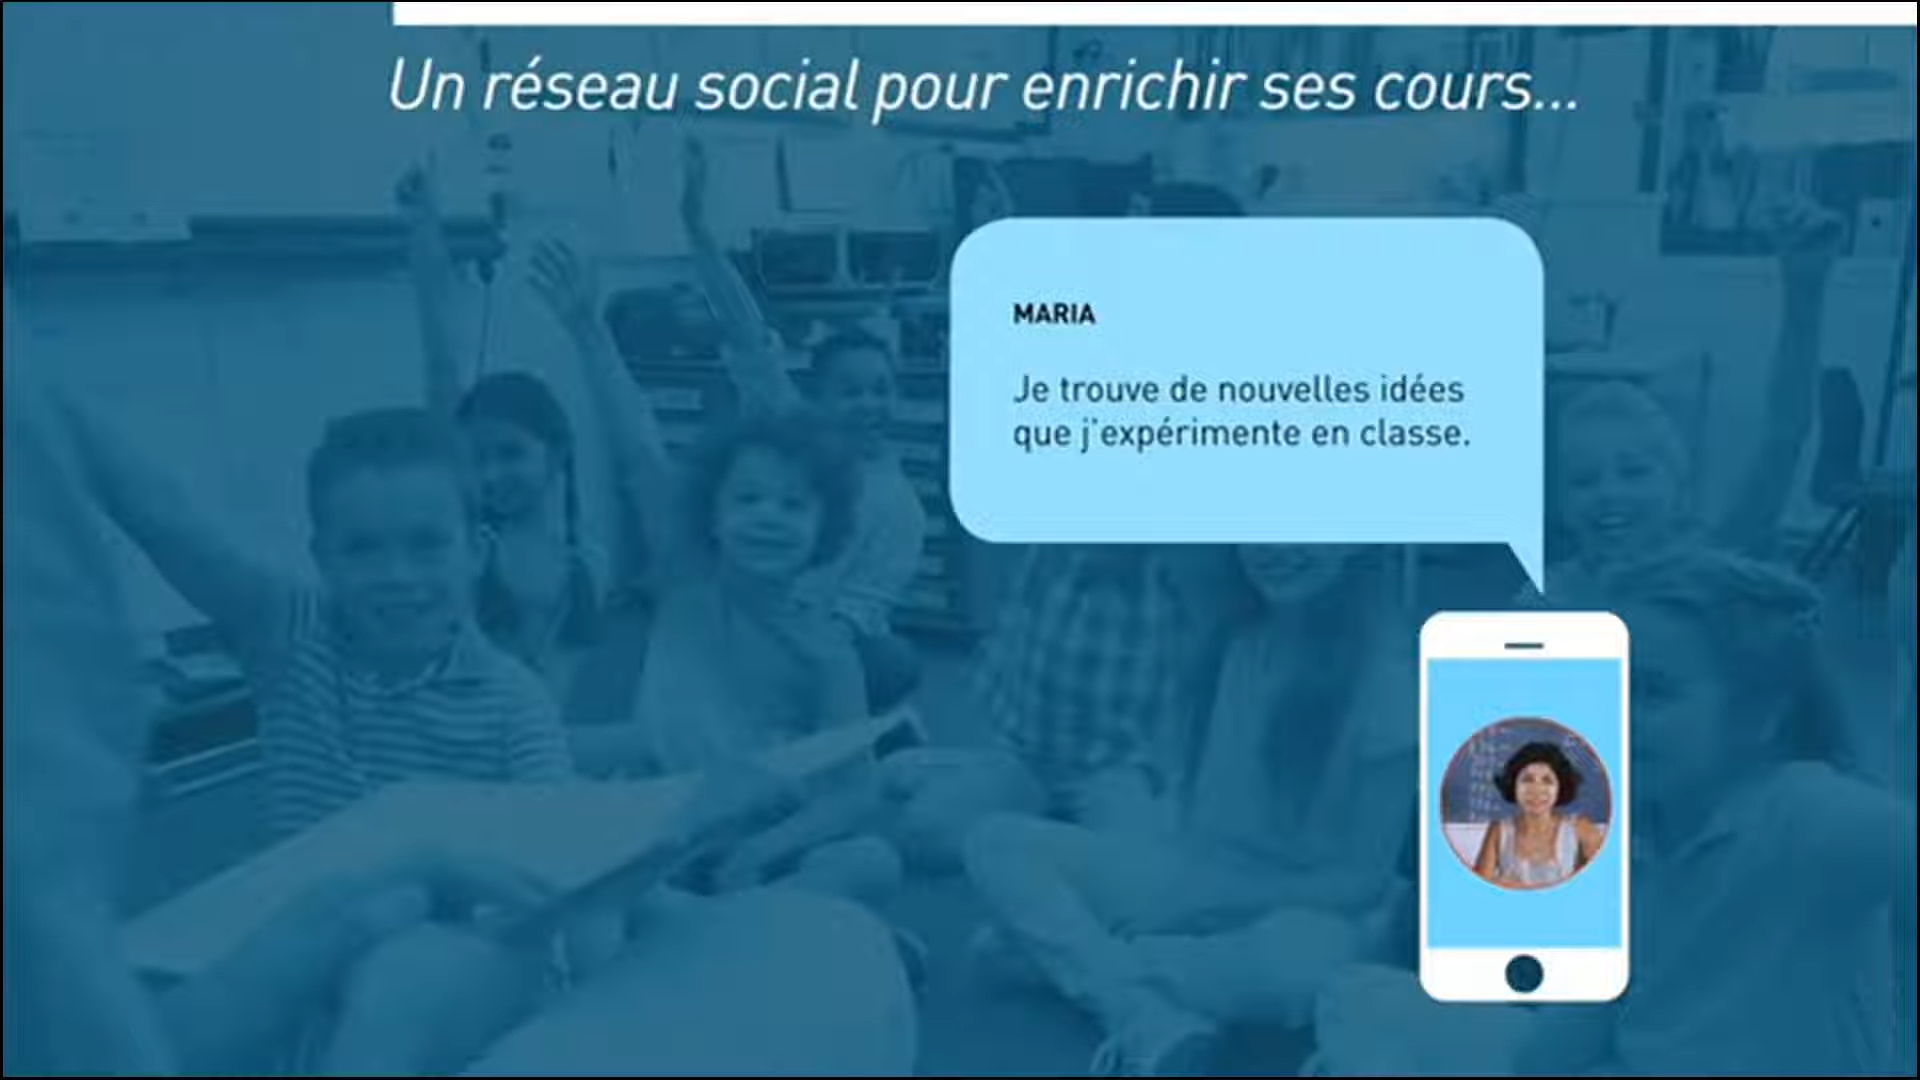 Un réseau social pour enrichir ses cours...
MARIA
Je trouve de nouvelles idées
que j'expérimente en classe.